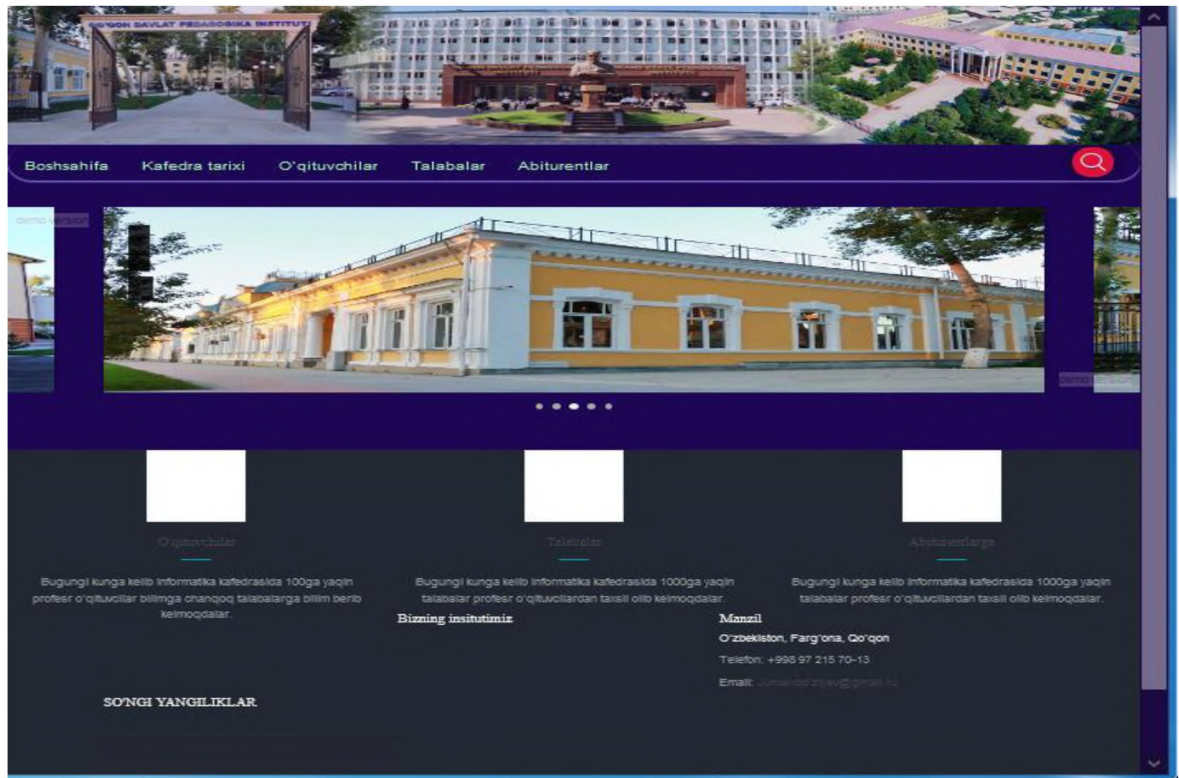 QO'QON DAVLAT PEDAGOGIKA INSTITUTI
Boshsahifa Kafedra tarixi O'qituvchilar Talabalar Abiturentlar
demo version
demo version
O'qituvchilar
Bugungi kunga kelib informatika kafedrasida 100ga yaqin
profesr o'qituvcilar bilimga chanqoq talabalarga bilim berib
kelmoqdalar.
Talabalar
Bugungi kunga kelib informatika kafedrasida 1000ga yaqin
talabalar profesr o'qituvcilardan taxsil olib kelmoqdalar.
Bizning insitutimiz
Abiturentlarga
Bugungi kunga kelib informatika kafedrasida 1000ga yaqin
talabalar profesr o'qituvcilardan taxsil olib kelmoqdalar.
Manzil
O'zbekiston, Farg'ona, Qo'qon
Telefon: +998 97 215 70-13
Email:
SO'NGI YANGILIKLAR